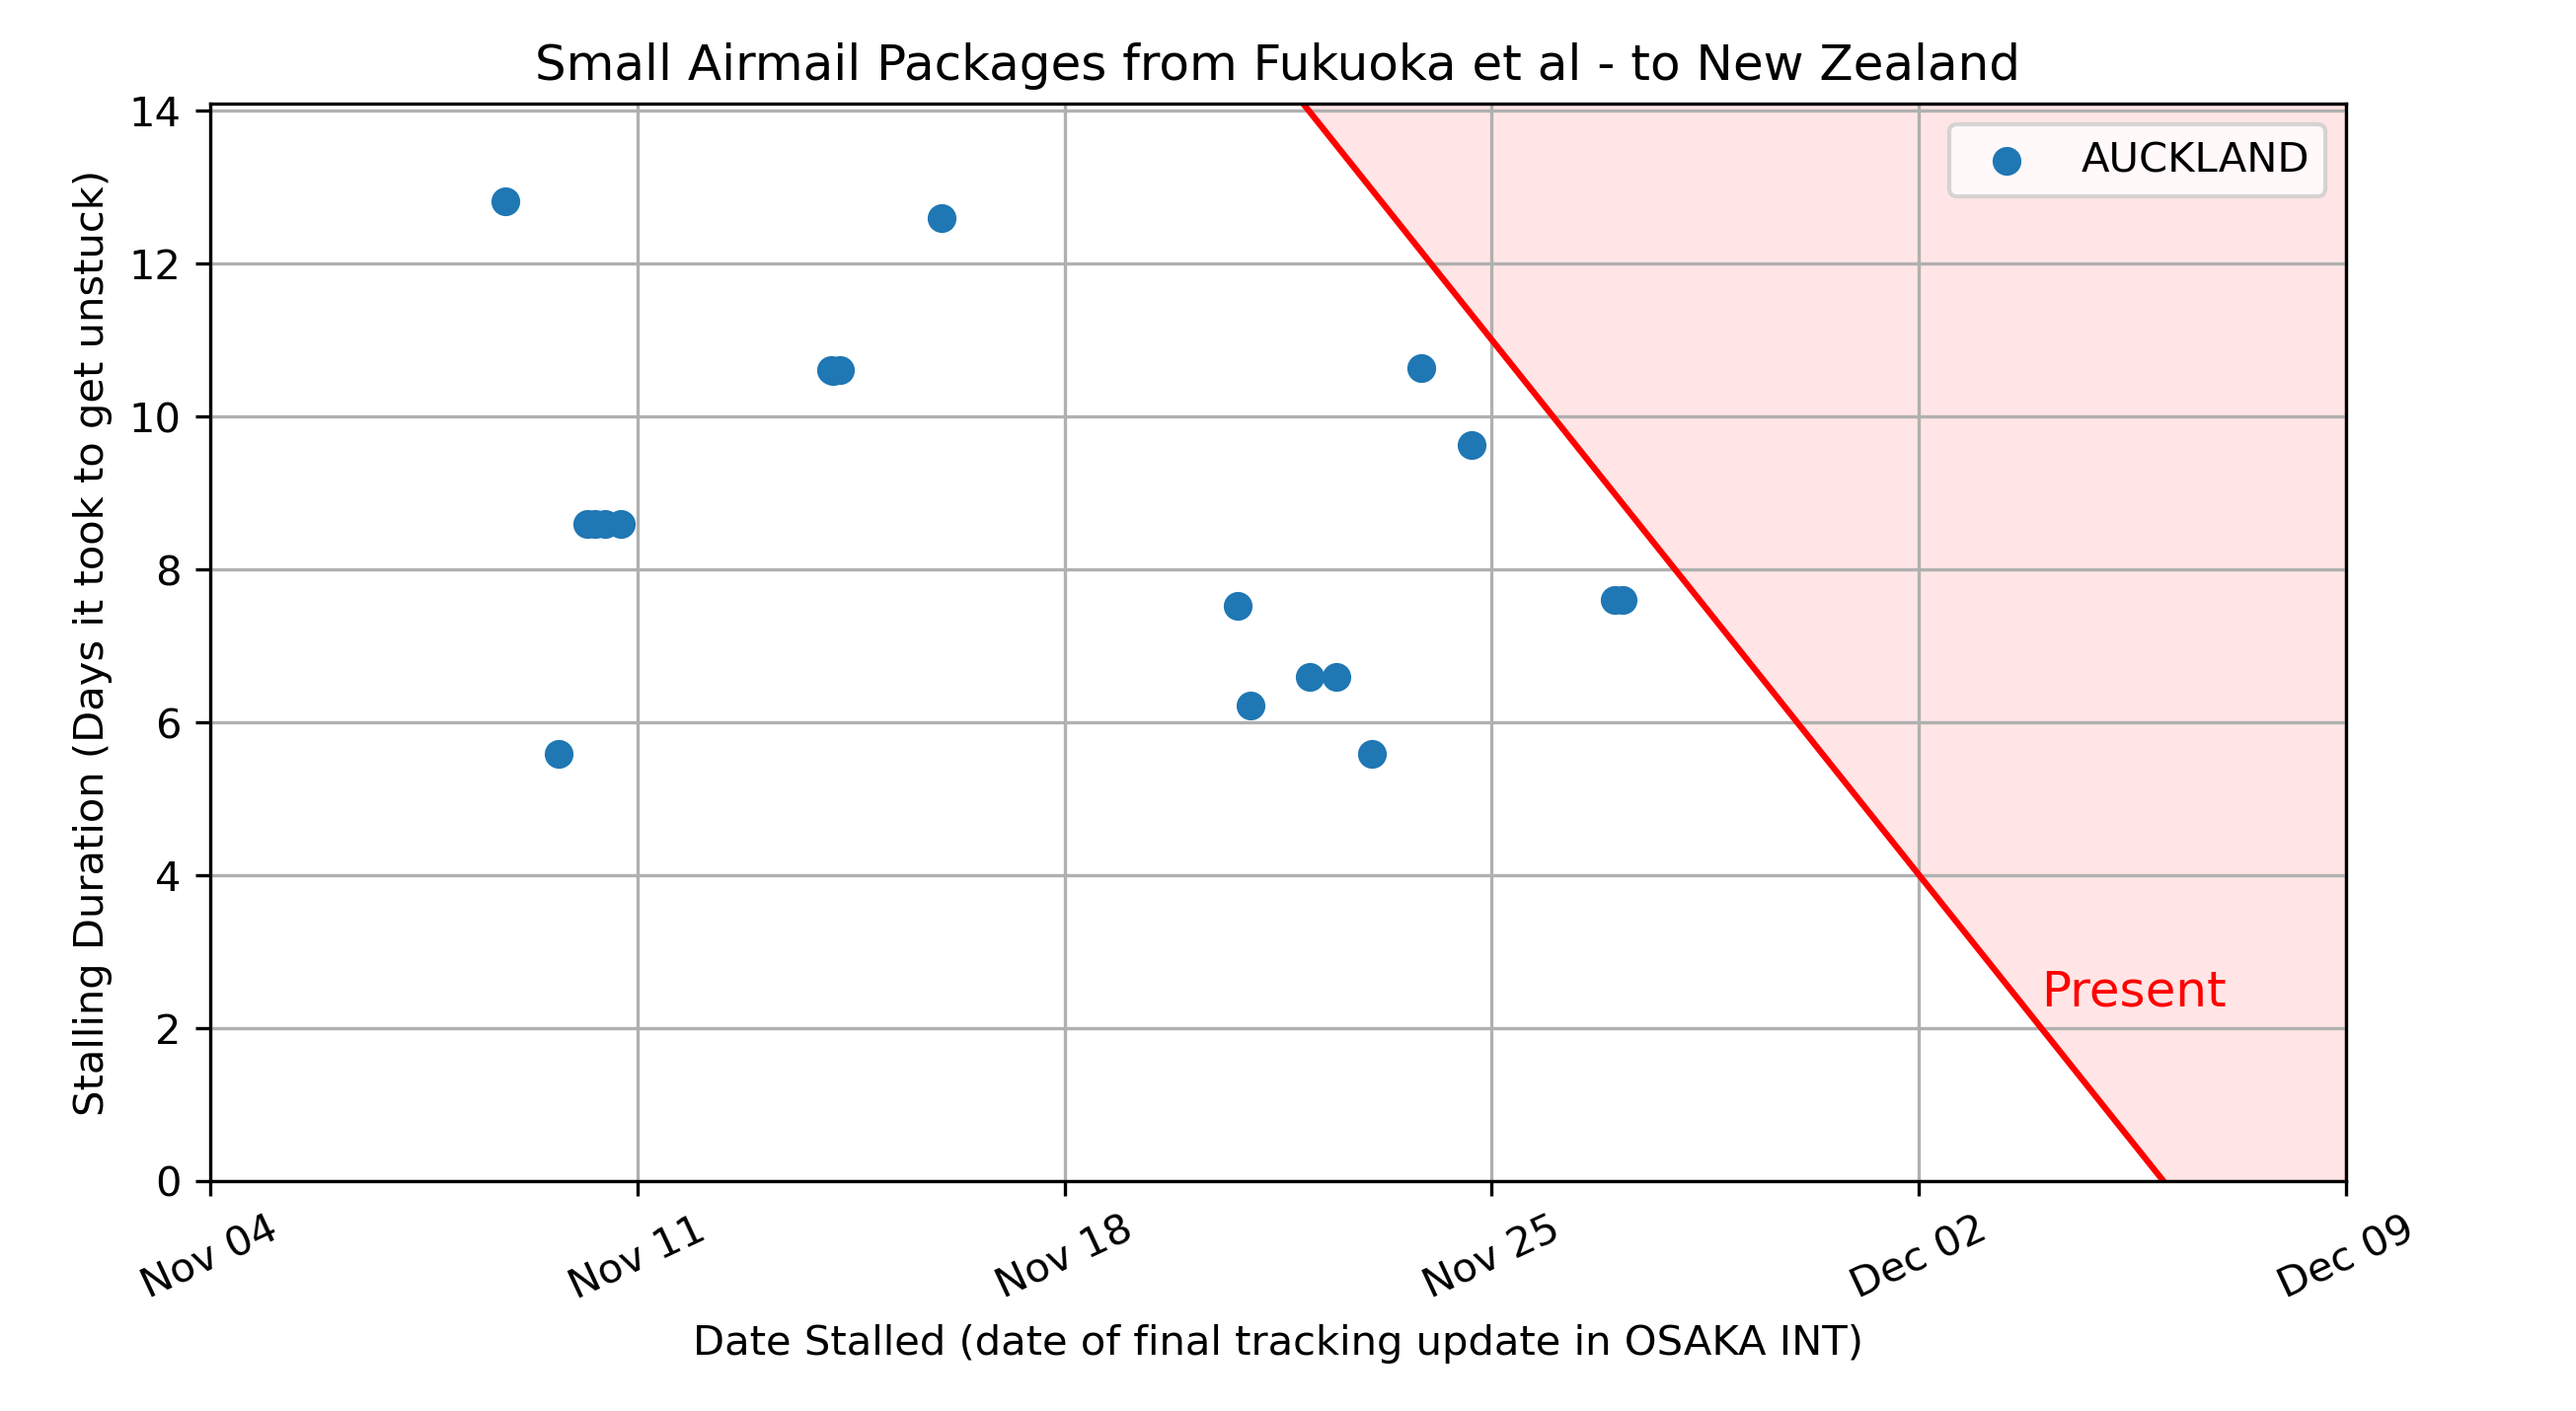 Small Airmail Packages from Fukuoka et al - to New Zealand
AUCKLAND
14
12
10
8
6
4
2
0
Stalling Duration (Days it took to get unstuck)
Present
Nov 04
Nov 11
Nov 18
Nov 25
Dec 02
Dec 09
Date Stalled (date of final tracking update in OSAKA INT)